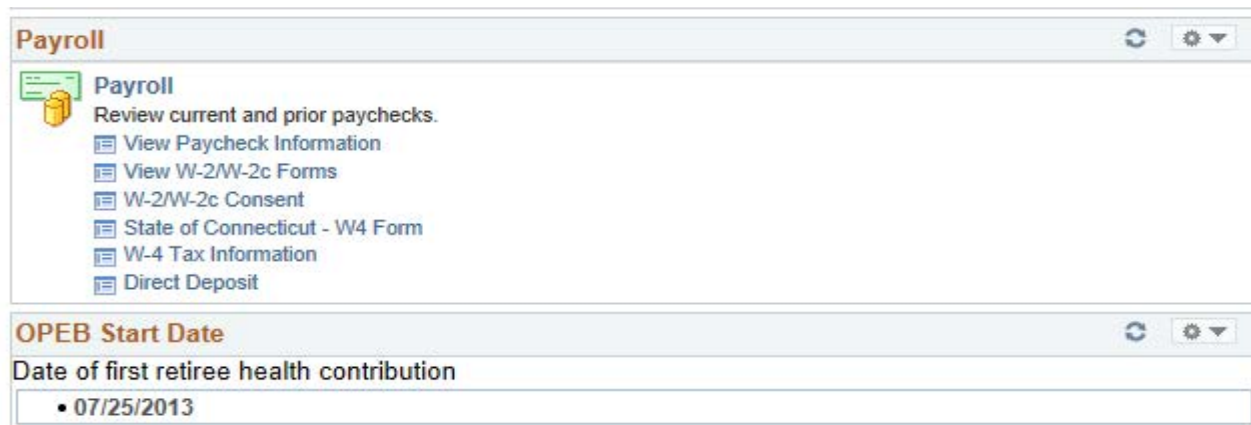 Payroll
Payroll
Review current and prior paychecks.
View Paycheck Information
View W-2/W-2c Forms
W-2/W-2c Consent
State of Connecticut - W4 Form
W-4 Tax Information
Direct Deposit
OPEB Start Date
Date of first retiree health contribution
• 07/25/2013